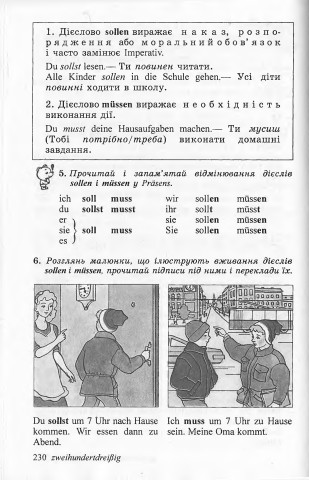 1. Дієслово sollen виражає наказ, розпо-
рядження або моральний обов'язок
і часто замінює Imperativ.
Du sollst lesen.— Ти повинен читати.
Alle Kinder sollen in die Schule gehen.— Усі діти
повинні ходити в школу.
2. Дієслово müssen виражає необхідність
виконання дії.
Du musst deine Hausaufgaben machen.— Ти мусиш
(Тобі потрібно/треба) виконати домашні
завдання.
5. Прочитай і запам'ятай відмінювання дієслів
sollen і müssen у Präsens.
ich soll muss wir sollen müssen
du sollst musst ihr sollt müsst
er sie sollen müssen
sie soll muss Sie sollen müssen
es
6. Розглянь малюнки, що ілюструють вживання дієслів
sollen і müssen, прочитай підписи під ними і переклади їх.
Du sollst um 7 Uhr nach Hause
kommen. Wir essen dann zu
Abend.
Ich muss um 7 Uhr zu Hause
sein. Meine Oma kommt.
230 zweihundertdreißig